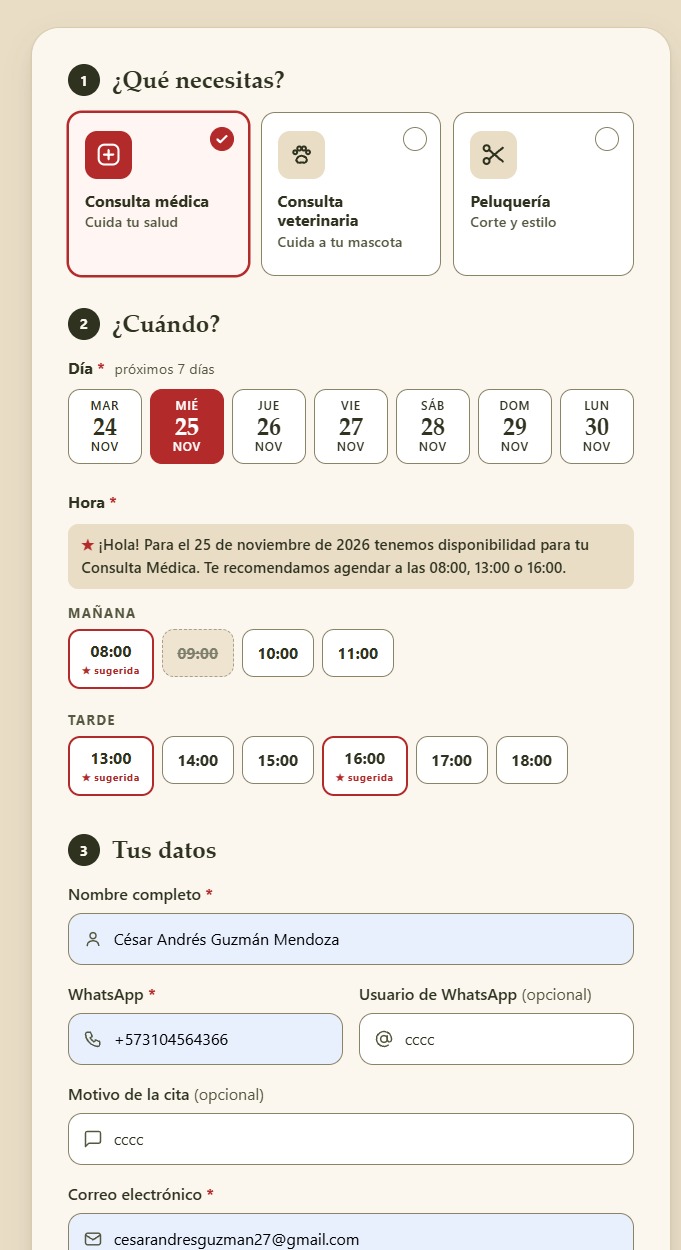 1 ¿Qué necesitas?
Consulta médica
Cuida tu salud
Consulta
veterinaria
Cuida a tu mascota
Peluquería
Corte y estilo
2 ¿Cuándo?
Día * próximos 7 días
MAR MIÉ JUE VIE SÁB DOM LUN
24 25 26 27 28 29 30
NOV NOV NOV NOV NOV NOV NOV
Hora *
★ ¡Hola! Para el 25 de noviembre de 2026 tenemos disponibilidad para tu
Consulta Médica. Te recomendamos agendar a las 08:00, 13:00 o 16:00.
MAÑANA
08:00 09:00 10:00 11:00
★ sugerida
TARDE
13:00 14:00 15:00 16:00 17:00 18:00
★ sugerida ★ sugerida
3 Tus datos
Nombre completo *
César Andrés Guzmán Mendoza
WhatsApp * Usuario de WhatsApp (opcional)
+573104564366 cccc
Motivo de la cita (opcional)
cccc
Correo electrónico *
cesarandresguzman27@gmail.com